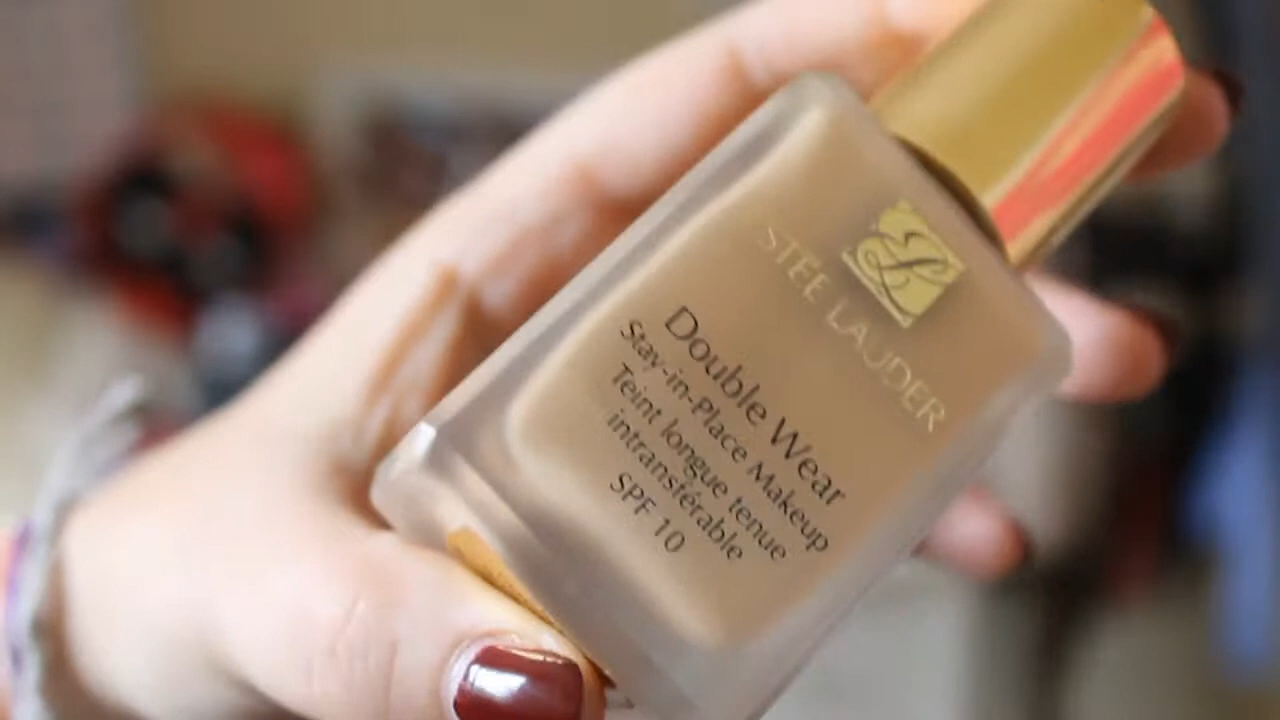 STEE LAUDER
Double Wear
Stay-in-Place Makeup
Teint longue tenue
intransférable
SPF 10